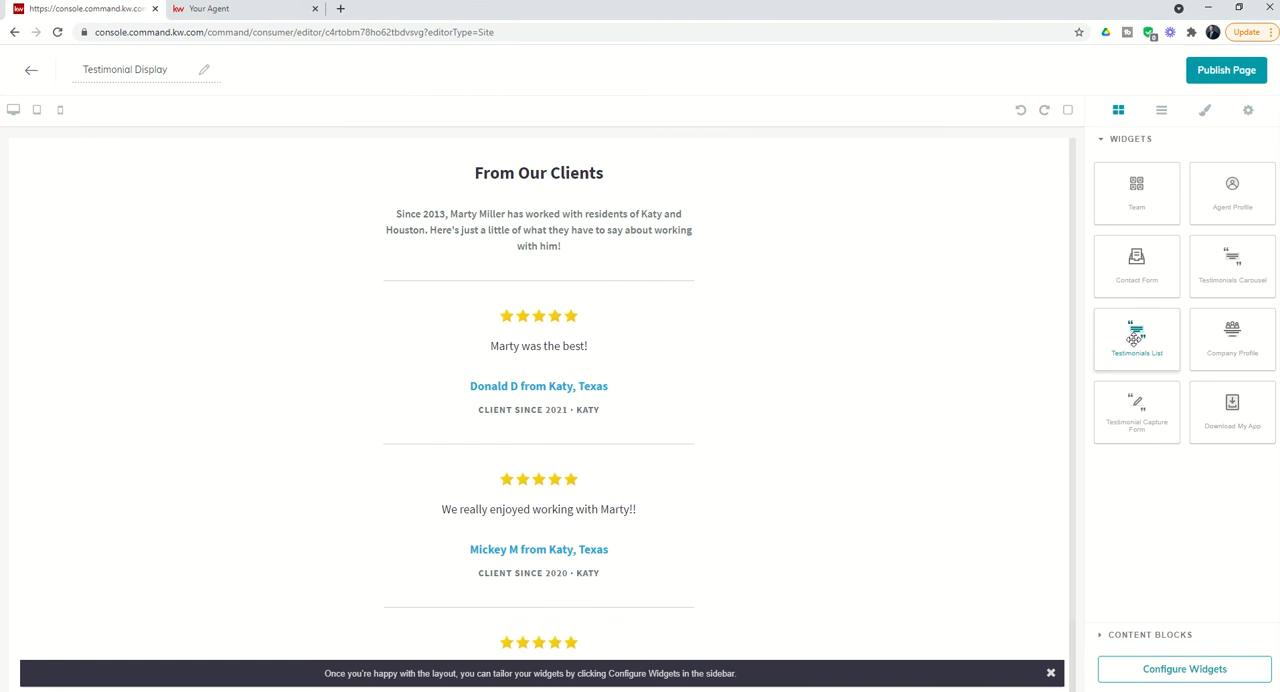 https://console.command.kw.com
Your Agent
console.command.kw.com/command/consumer/editor/c4rtobm78ho62tbdvsvg?editorType=Site
Update
Testimonial Display
Publish Page
WIDGETS
From Our Clients
Since 2013, Marty Miller has worked with residents of Katy and
Houston. Here's just a little of what they have to say about working
with him!
Team
Agent Profile
Contact Form
Testimonials Carousel
Testimonials List
Company Profile
Testimonial Capture
Form
Download My App
Marty was the best!
Donald D from Katy, Texas
CLIENT SINCE 2021 • KATY
We really enjoyed working with Marty!!
Mickey M from Katy, Texas
CLIENT SINCE 2020 • KATY
CONTENT BLOCKS
Configure Widgets
Once you're happy with the layout, you can tailor your widgets by clicking Configure Widgets in the sidebar.